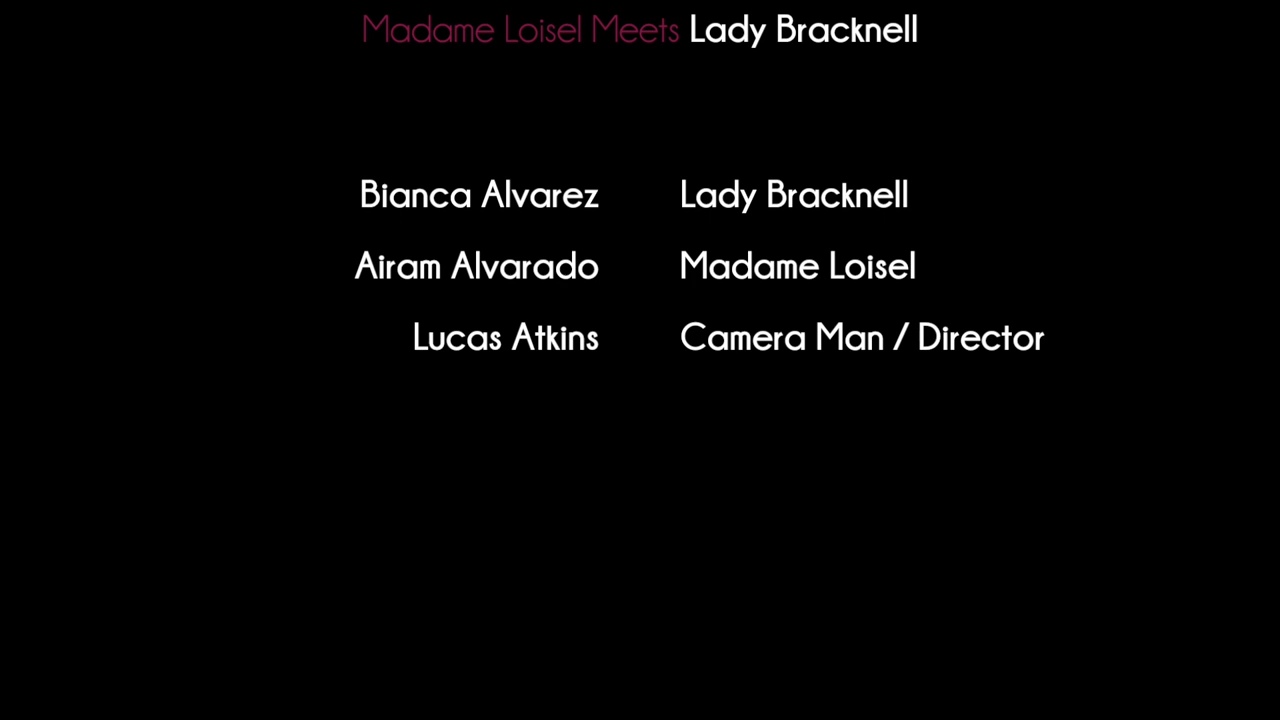 Madame Loisel Meets Lady Bracknell
Bianca Alvarez Lady Bracknell
Airam Alvarado Madame Loisel
Lucas Atkins Camera Man / Director